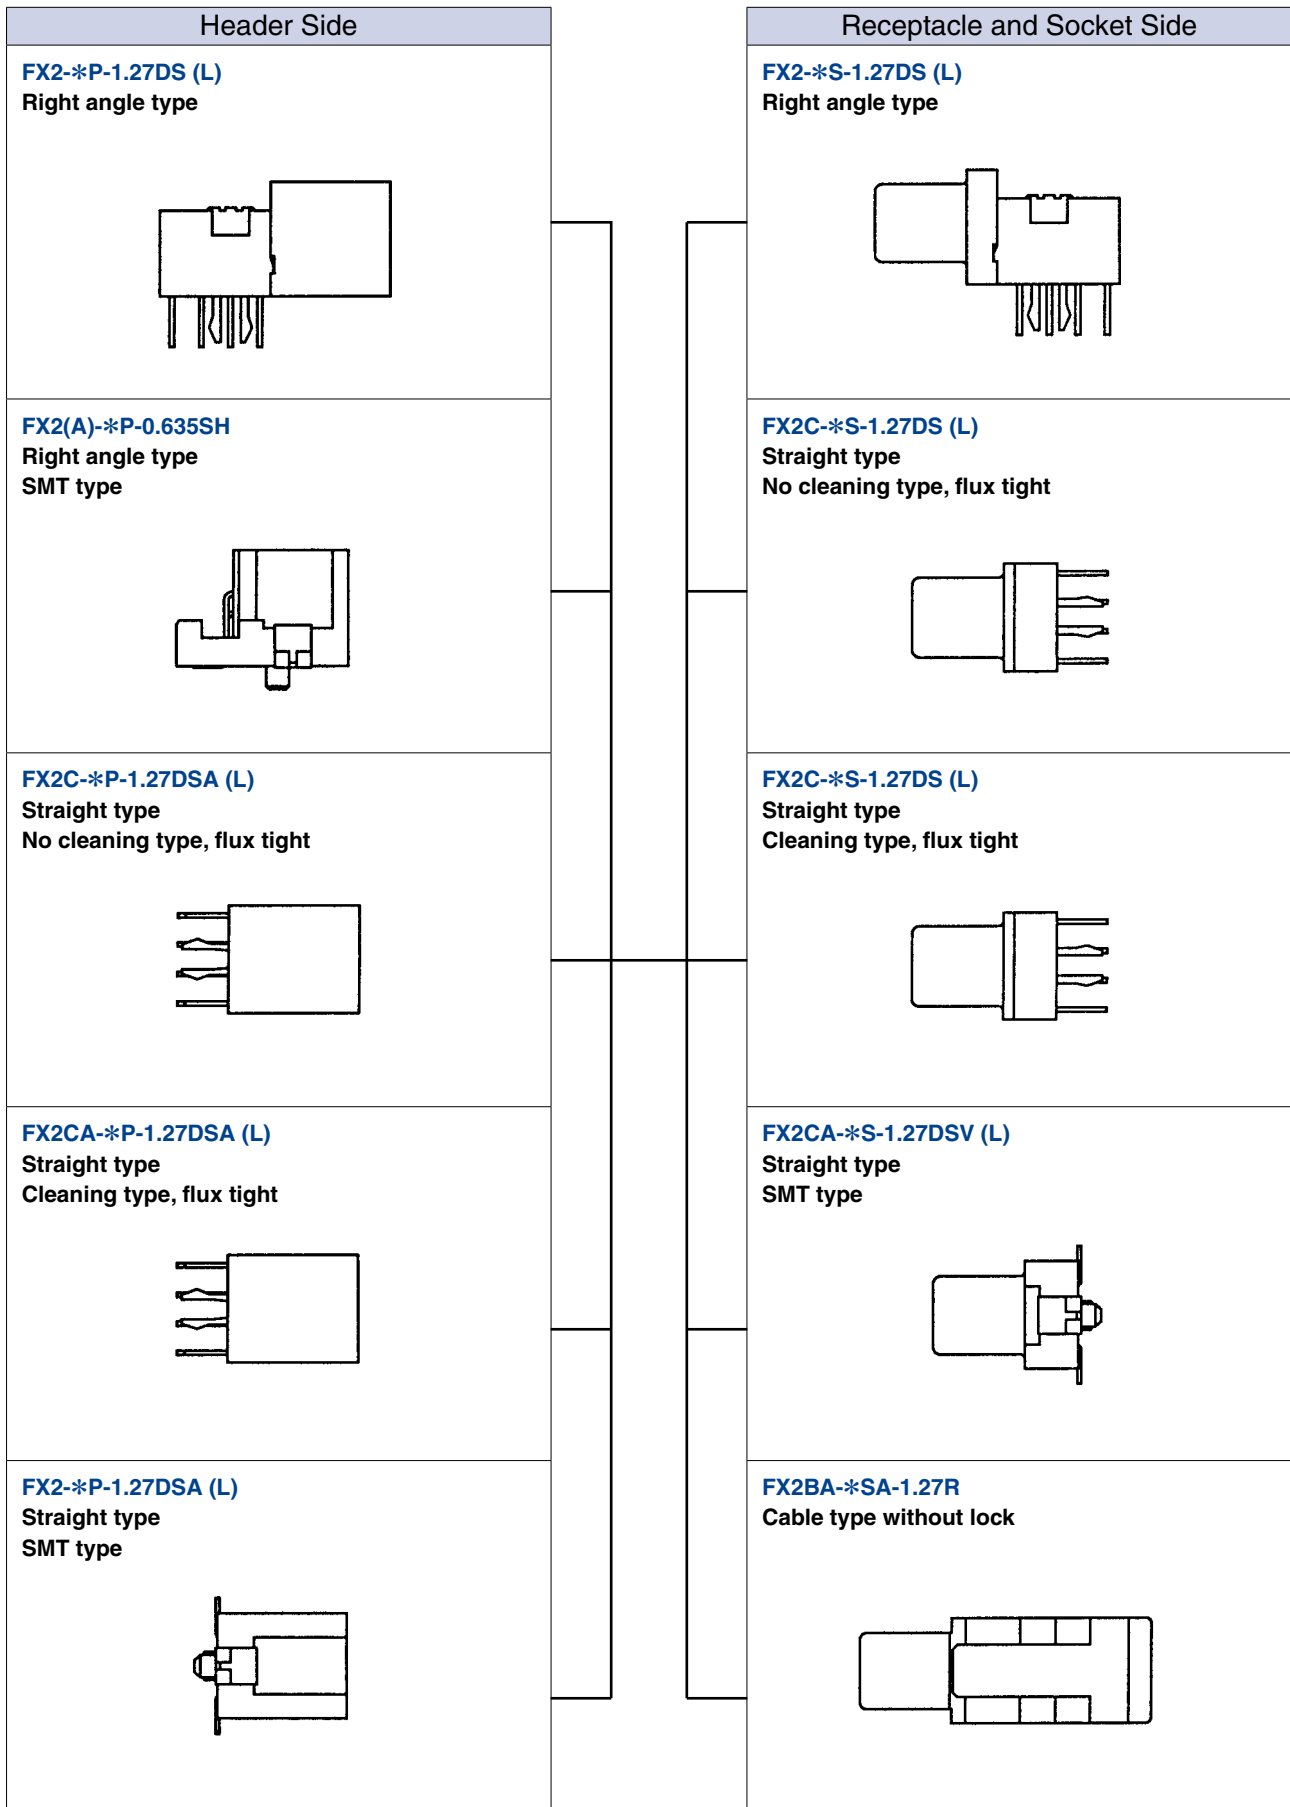 Header Side
FX2-*P-1.27DS (L)
Right angle type
FX2(A)-*P-0.635SH
Right angle type
SMT type
FX2C-*P-1.27DSA (L)
Straight type
No cleaning type, flux tight
FX2CA-*P-1.27DSA (L)
Straight type
Cleaning type, flux tight
FX2-*P-1.27DSA (L)
Straight type
SMT type
Receptacle and Socket Side
FX2-*S-1.27DS (L)
Right angle type
FX2C-*S-1.27DS (L)
Straight type
No cleaning type, flux tight
FX2C-*S-1.27DS (L)
Straight type
Cleaning type, flux tight
FX2CA-*S-1.27DSV (L)
Straight type
SMT type
FX2BA-*SA-1.27R
Cable type without lock